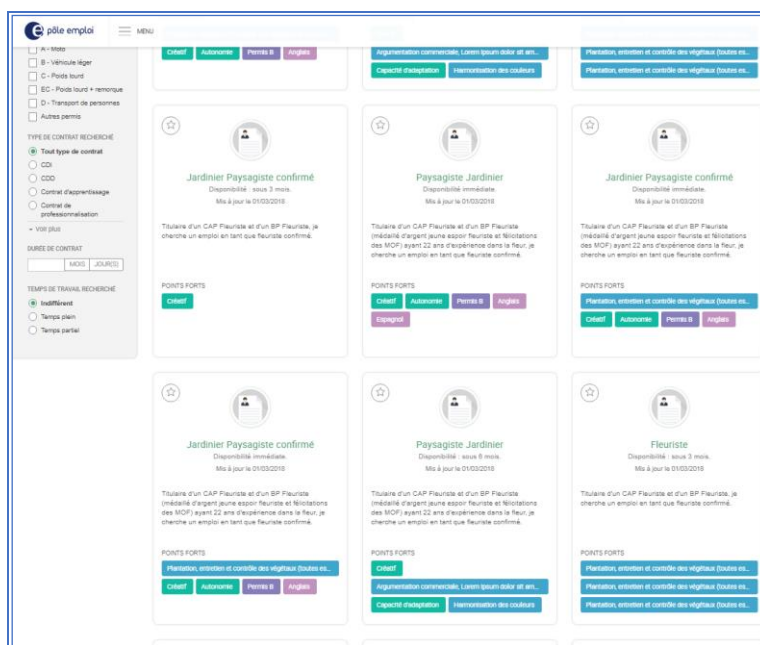 pôle emploi
MENU
A - Moto
B - Véhicule léger
C - Poids lourd
EC - Poids lourd + remorque
D - Transport de personnes
Autres permis
TYPE DE CONTRAT RECHERCHÉ
Tout type de contrat
CDI
CDD
Contrat d'apprentissage
Contrat de
professionnalisation
Voir plus
DURÉE DE CONTRAT
MOIS JOUR(S)
TEMPS DE TRAVAIL RECHERCHÉ
Indifférent
Temps plein
Temps partiel
Créatif Autonomie Permis B Anglais
Argumentation commerciale, Lorem ipsum dolor sit am...
Capacité d'adaptation Harmonisation des couleurs
Plantation, entretien et contrôle des végétaux (toutes es...
Plantation, entretien et contrôle des végétaux (toutes es...
Jardinier Paysagiste confirmé
Disponibilité : sous 3 mois.
Mis à jour le 01/03/2018
Titulaire d'un CAP Fleuriste et d'un BP Fleuriste, je
cherche un emploi en tant que fleuriste confirmé.
POINTS FORTS
Créatif
Paysagiste Jardinier
Disponibilité immédiate.
Mis à jour le 01/03/2018
Titulaire d'un CAP Fleuriste et d'un BP Fleuriste
(médaillé d'argent jeune espoir fleuriste et félicitations
des MOF) ayant 22 ans d'expérience dans la fleur, je
cherche un emploi en tant que fleuriste confirmé.
POINTS FORTS
Créatif Autonomie Permis B Anglais
Espagnol
Jardinier Paysagiste confirmé
Disponibilité immédiate.
Mis à jour le 01/03/2018
Titulaire d'un CAP Fleuriste et d'un BP Fleuriste
(médaillé d'argent jeune espoir fleuriste et félicitations
des MOF) ayant 22 ans d'expérience dans la fleur, je
cherche un emploi en tant que fleuriste confirmé.
POINTS FORTS
Plantation, entretien et contrôle des végétaux (toutes es...
Créatif Autonomie Permis B Anglais
Jardinier Paysagiste confirmé
Disponibilité immédiate.
Mis à jour le 01/03/2018
Titulaire d'un CAP Fleuriste et d'un BP Fleuriste
(médaillé d'argent jeune espoir fleuriste et félicitations
des MOF) ayant 22 ans d'expérience dans la fleur, je
cherche un emploi en tant que fleuriste confirmé.
POINTS FORTS
Plantation, entretien et contrôle des végétaux (toutes es...
Créatif Autonomie Permis B Anglais
Paysagiste Jardinier
Disponibilité : sous 6 mois.
Mis à jour le 01/03/2018
Titulaire d'un CAP Fleuriste et d'un BP Fleuriste
(médaillé d'argent jeune espoir fleuriste et félicitations
des MOF) ayant 22 ans d'expérience dans la fleur, je
cherche un emploi en tant que fleuriste confirmé.
POINTS FORTS
Créatif
Argumentation commerciale, Lorem ipsum dolor sit am...
Capacité d'adaptation Harmonisation des couleurs
Fleuriste
Disponibilité : sous 3 mois.
Mis à jour le 01/03/2018
Titulaire d'un CAP Fleuriste et d'un BP Fleuriste, je
cherche un emploi en tant que fleuriste confirmé.
POINTS FORTS
Plantation, entretien et contrôle des végétaux (toutes es...
Plantation, entretien et contrôle des végétaux (toutes es...
Plantation, entretien et contrôle des végétaux (toutes es...